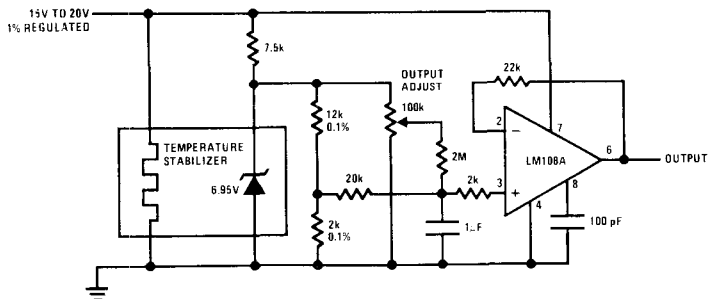 15V TO 20V
1% REGULATED
7.5k
OUTPUT
ADJUST
22k
12k
0.1%
100k
2
7
TEMPERATURE
STABILIZER
2M
LM108A
6
OUTPUT
6.95V
20k
2k
3
8
4
2k
0.1%
100 pF